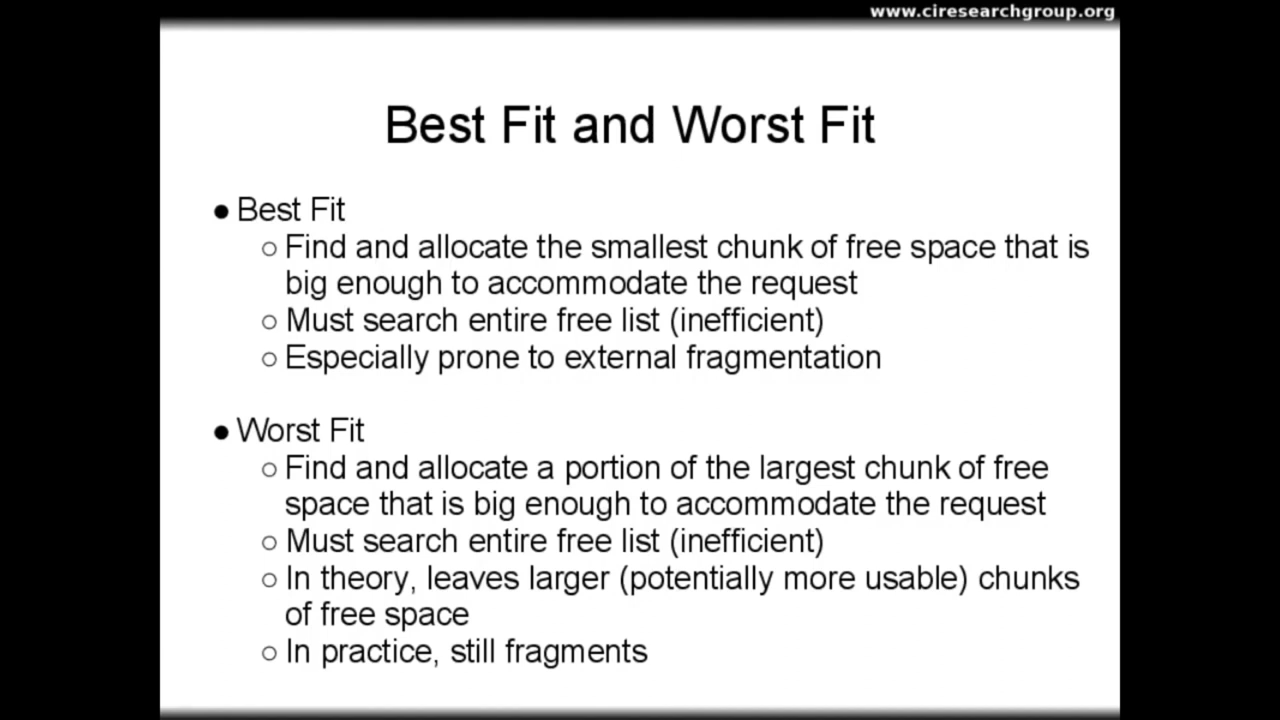 www.ciresearchgroup.org
Best Fit and Worst Fit
● Best Fit
○ Find and allocate the smallest chunk of free space that is
big enough to accommodate the request
○ Must search entire free list (inefficient)
○ Especially prone to external fragmentation
● Worst Fit
○ Find and allocate a portion of the largest chunk of free
space that is big enough to accommodate the request
○ Must search entire free list (inefficient)
○ In theory, leaves larger (potentially more usable) chunks
of free space
○ In practice, still fragments